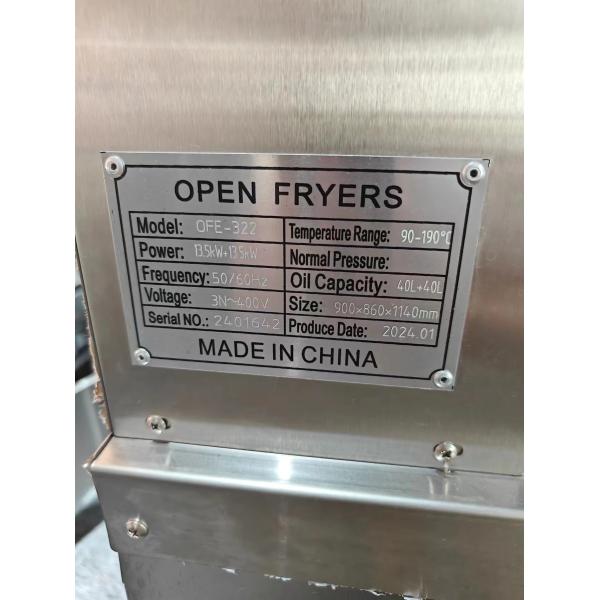 OPEN FRYERS
Model: OFE-322
Temperature Range: 90-190°C
Power: 13.5kW+13.5kW
Normal Pressure:
Frequency: 50/60Hz
Oil Capacity: 40L+40L
Voltage: 3N~400V
Size: 900×860×1140mm
Serial NO.: 2401642
Produce Date: 2024.01
MADE IN CHINA